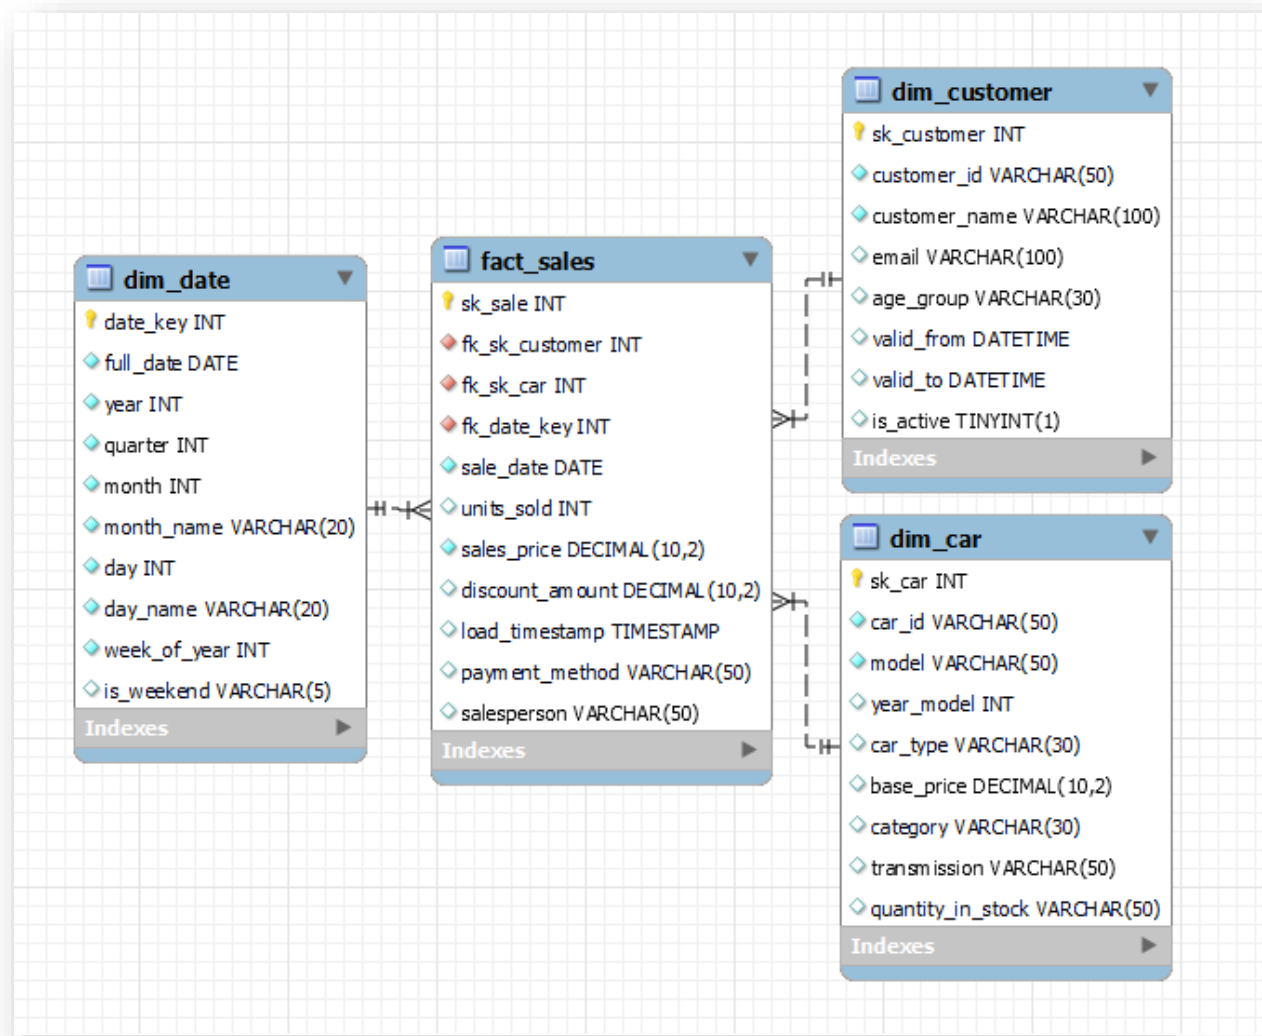 dim_date
date_key INT
full_date DATE
year INT
quarter INT
month INT
month_name VARCHAR(20)
day INT
day_name VARCHAR(20)
week_of_year INT
is_weekend VARCHAR(5)
Indexes
fact_sales
sk_sale INT
fk_sk_customer INT
fk_sk_car INT
fk_date_key INT
sale_date DATE
units_sold INT
sales_price DECIMAL(10,2)
discount_amount DECIMAL(10,2)
load_timestamp TIMESTAMP
payment_method VARCHAR(50)
salesperson VARCHAR(50)
Indexes
dim_customer
sk_customer INT
customer_id VARCHAR(50)
customer_name VARCHAR(100)
email VARCHAR(100)
age_group VARCHAR(30)
valid_from DATETIME
valid_to DATETIME
is_active TINYINT(1)
Indexes
dim_car
sk_car INT
car_id VARCHAR(50)
model VARCHAR(50)
year_model INT
car_type VARCHAR(30)
base_price DECIMAL(10,2)
category VARCHAR(30)
transmission VARCHAR(50)
quantity_in_stock VARCHAR(50)
Indexes